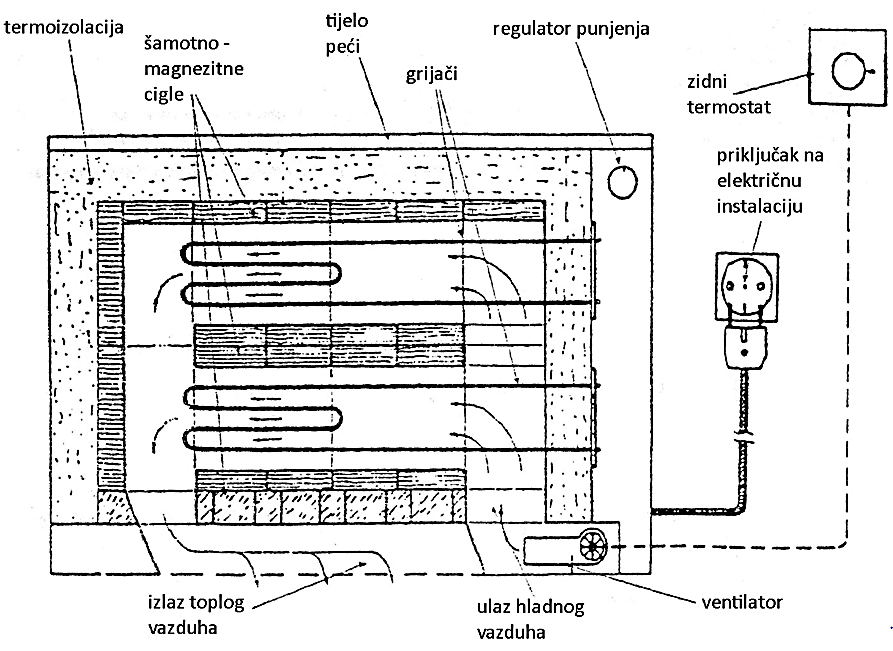 termoizolacija
šamotno -
magnezitne
cigle
tijelo
peći
grijači
regulator punjenja
zidni
termostat
priključak na
električnu
instalaciju
izlaz toplog
vazduha
ulaz hladnog
vazduha
ventilator